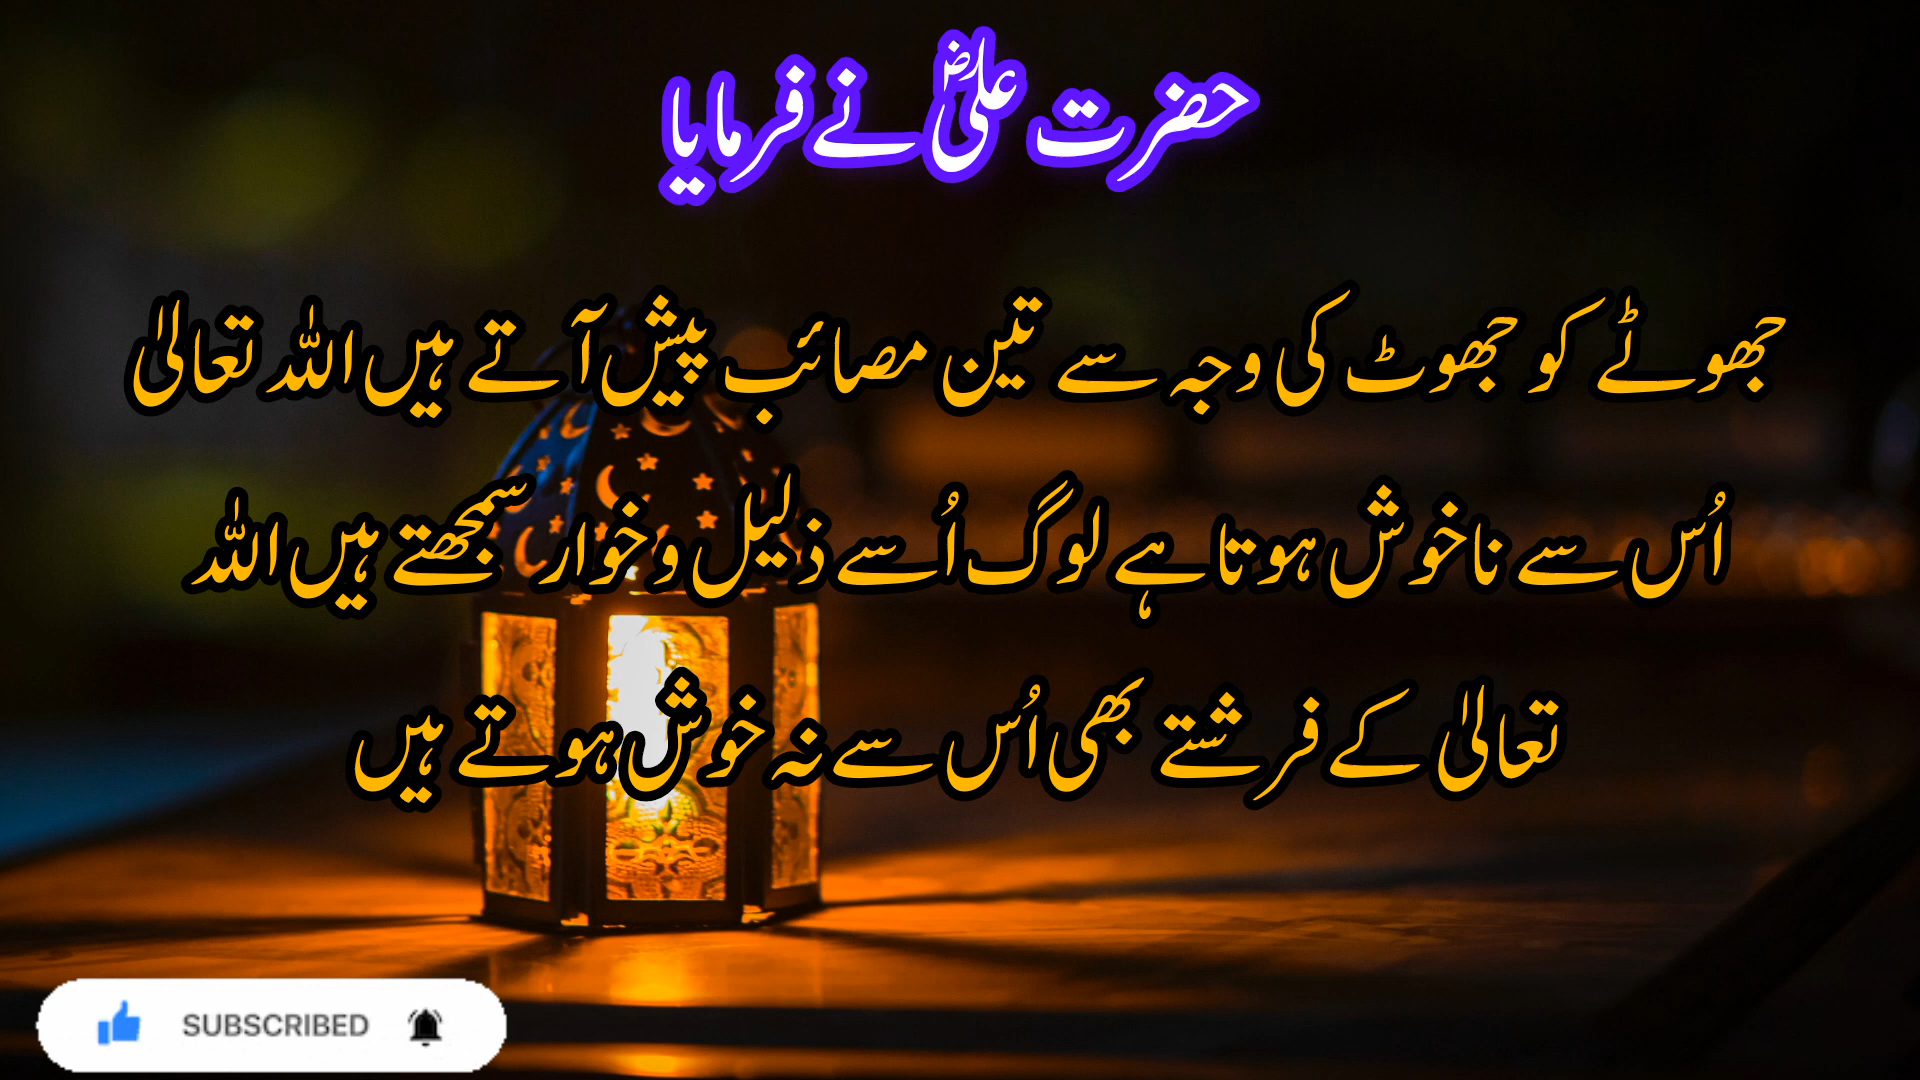 حضرت علیؓ نے فرمایا
جھوٹے کو جھوٹ کی وجہ سے تین مصائب پیش آتے ہیں اللہ تعالیٰ
اُس سے ناخوش ہوتا ہے لوگ اُسے ذلیل و خوار سمجھتے ہیں اللہ
تعالیٰ کے فرشتے بھی اُس سے نہ خوش ہوتے ہیں
SUBSCRIBED